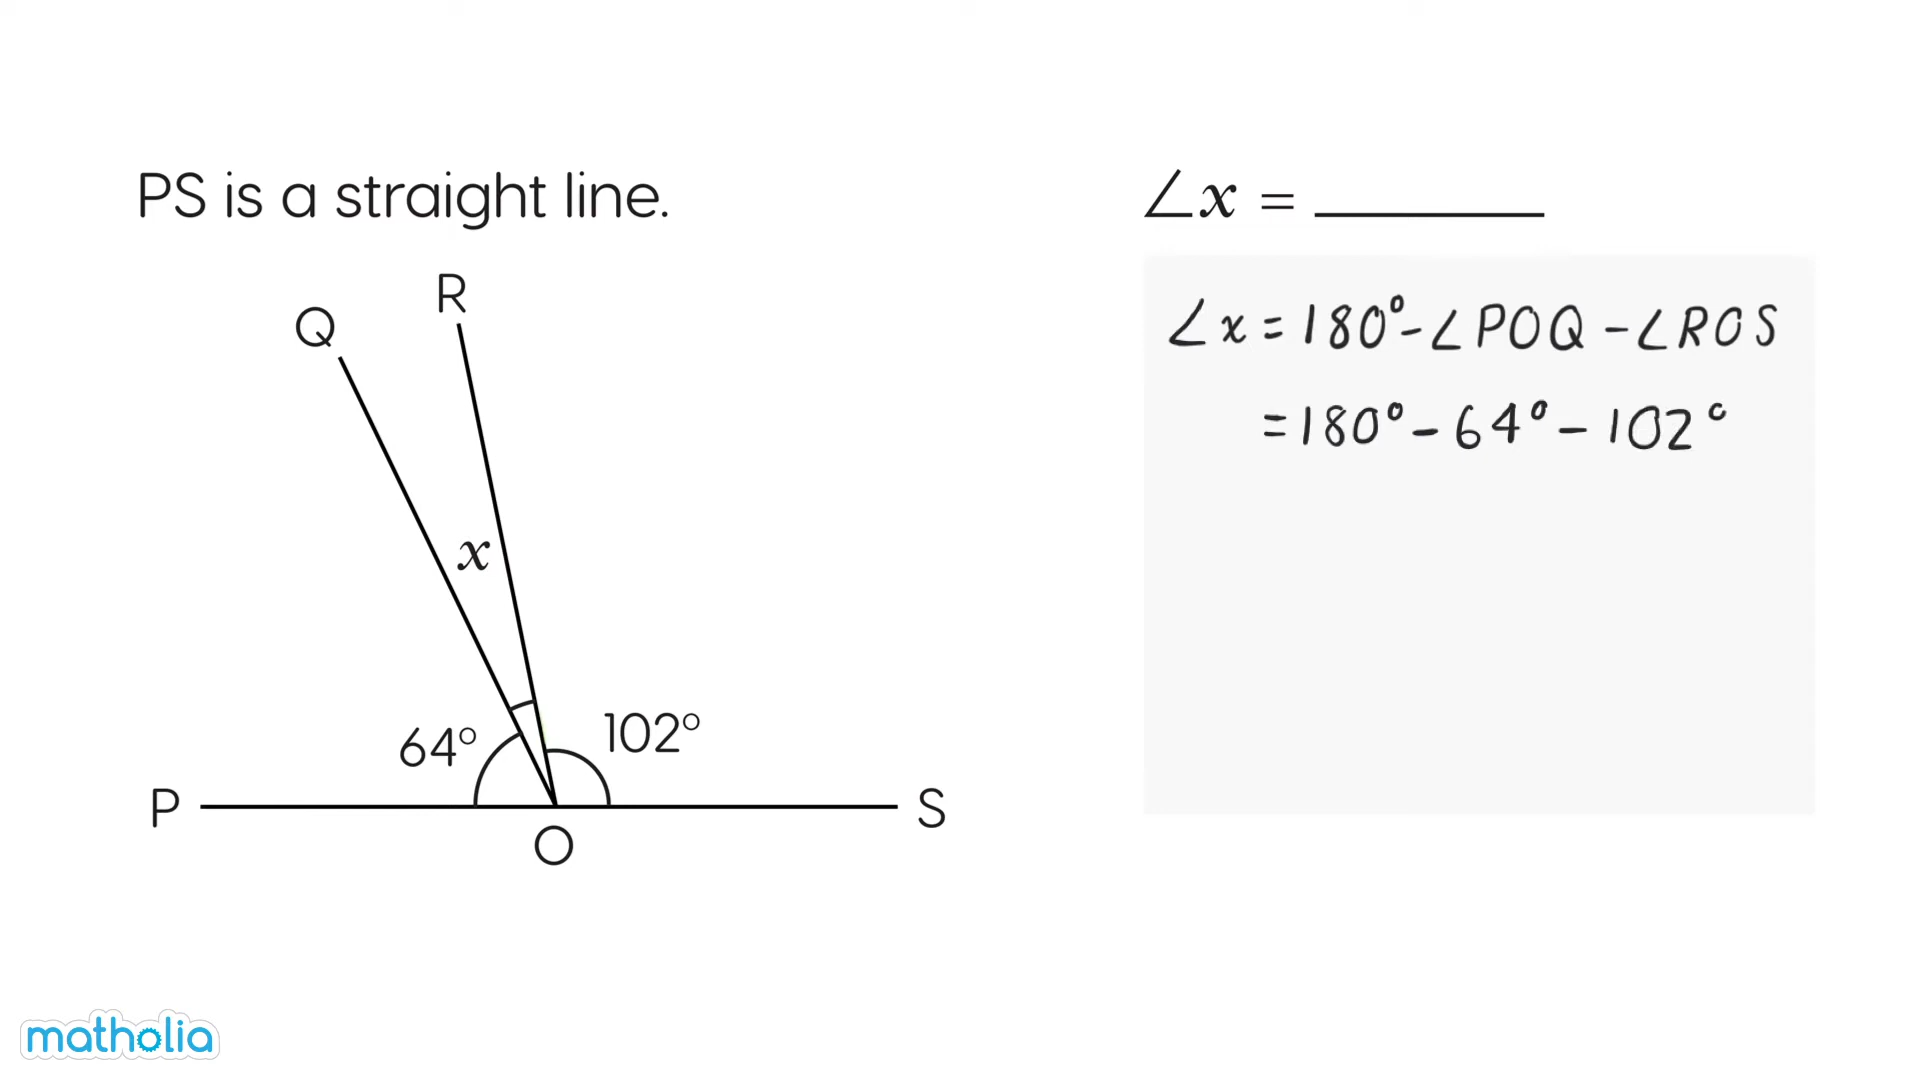 PS is a straight line.
∠x = ________
∠x = 180° - ∠POQ - ∠ROS
= 180° - 64° - 102°
Q
R
x
64°
102°
P
S
O
matholia